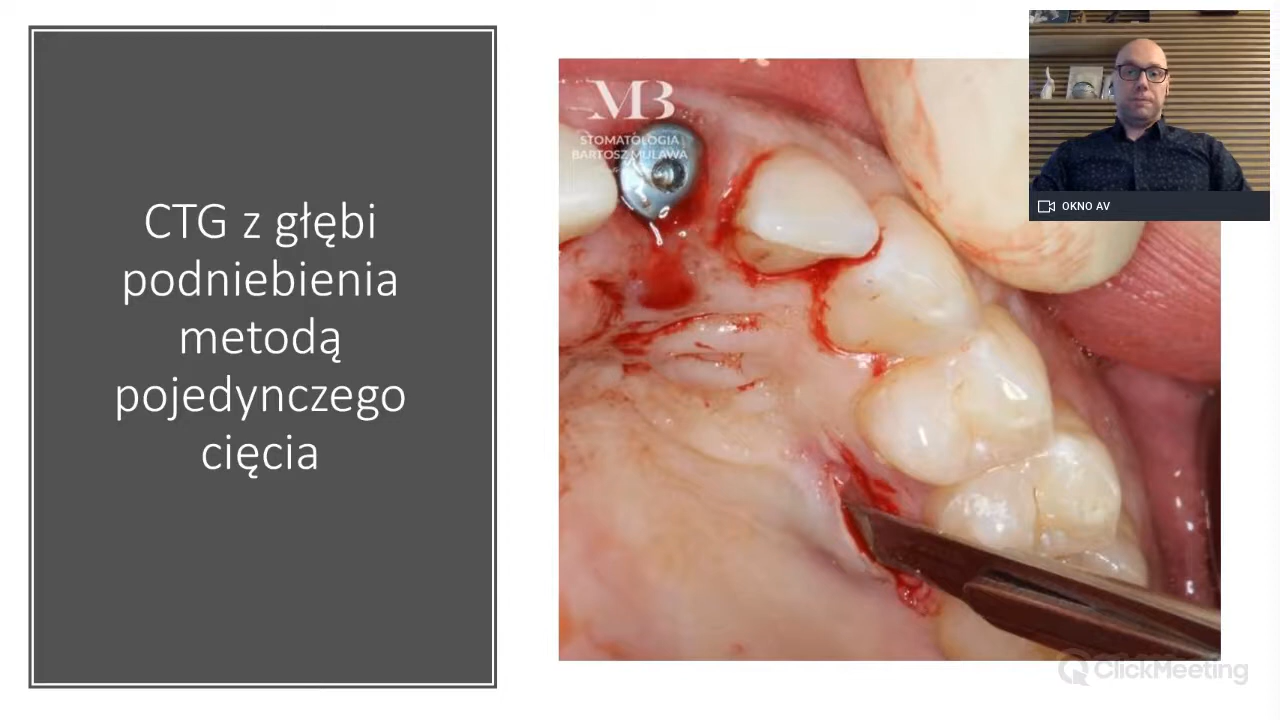 CTG z głębi
podniebienia
metodą
pojedynczego
cięcia
MB
STOMATOLOGIA
BARTOSZ MULAWA
OKNO AV
ClickMeeting